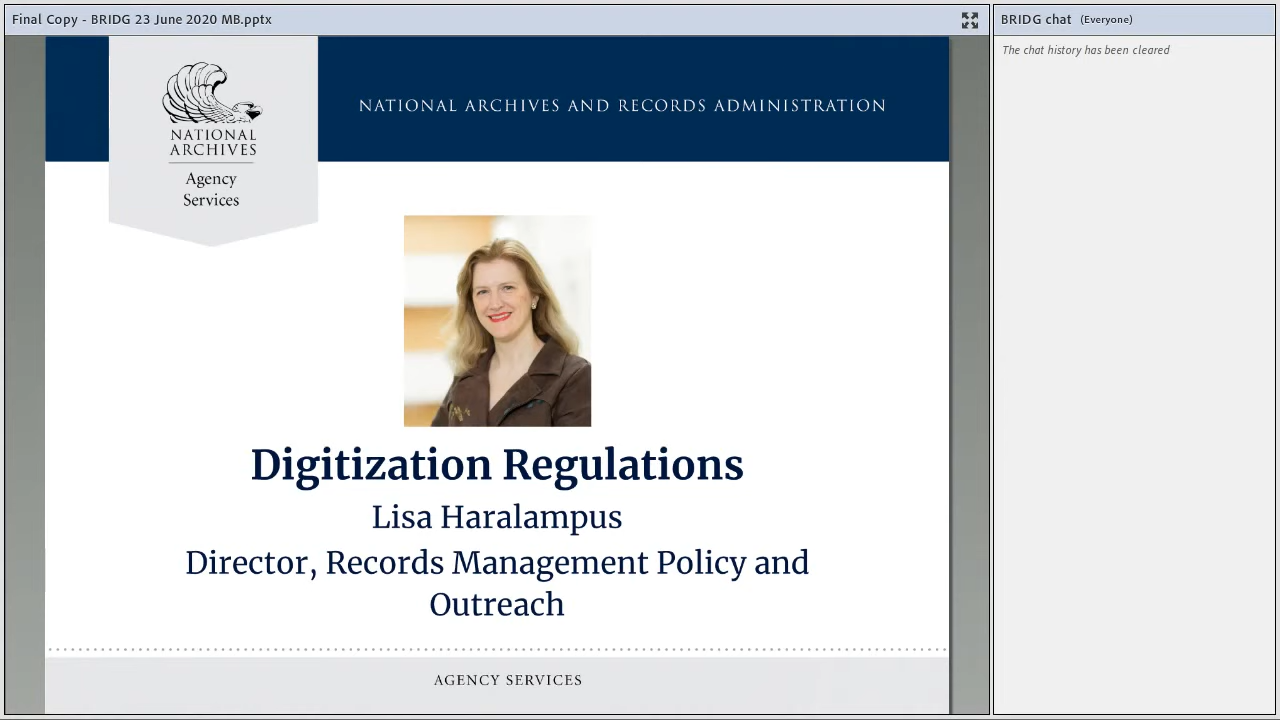 Final Copy - BRIDG 23 June 2020 MB.pptx
BRIDG chat (Everyone)
The chat history has been cleared
NATIONAL ARCHIVES AND RECORDS ADMINISTRATION
NATIONAL
ARCHIVES
Agency
Services
Digitization Regulations
Lisa Haralampus
Director, Records Management Policy and
Outreach
AGENCY SERVICES